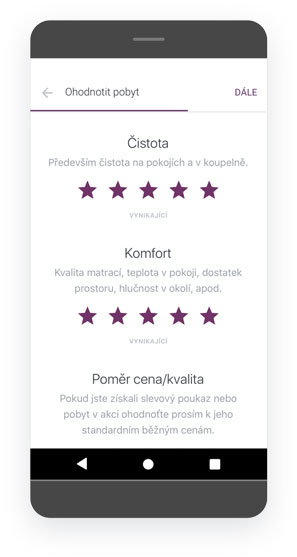 Ohodnotit pobyt
DÁLE
Čistota
Především čistota na pokojích a v koupelně.
VYNIKAJÍCÍ
Komfort
Kvalita matrací, teplota v pokoji, dostatek
prostoru, hlučnost v okolí, apod.
VYNIKAJÍCÍ
Poměr cena/kvalita
Pokud jste získali slevový poukaz nebo
pobyt v akci ohodnoťte prosím k jeho
standardním běžným cenám.